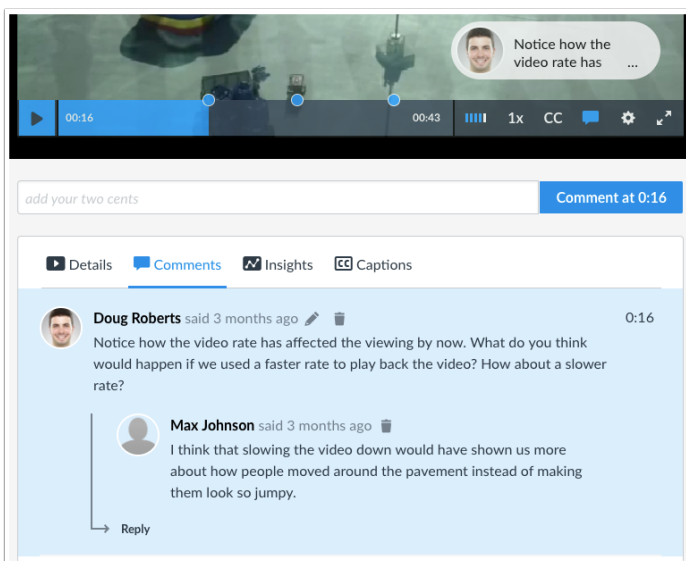 Notice how the
video rate has ...
00:16
00:43
1x
CC
add your two cents
Comment at 0:16
Details
Comments
Insights
CC Captions
Doug Roberts said 3 months ago
0:16
Notice how the video rate has affected the viewing by now. What do you think
would happen if we used a faster rate to play back the video? How about a slower
rate?
Max Johnson said 3 months ago
I think that slowing the video down would have shown us more
about how people moved around the pavement instead of making
them look so jumpy.
Reply